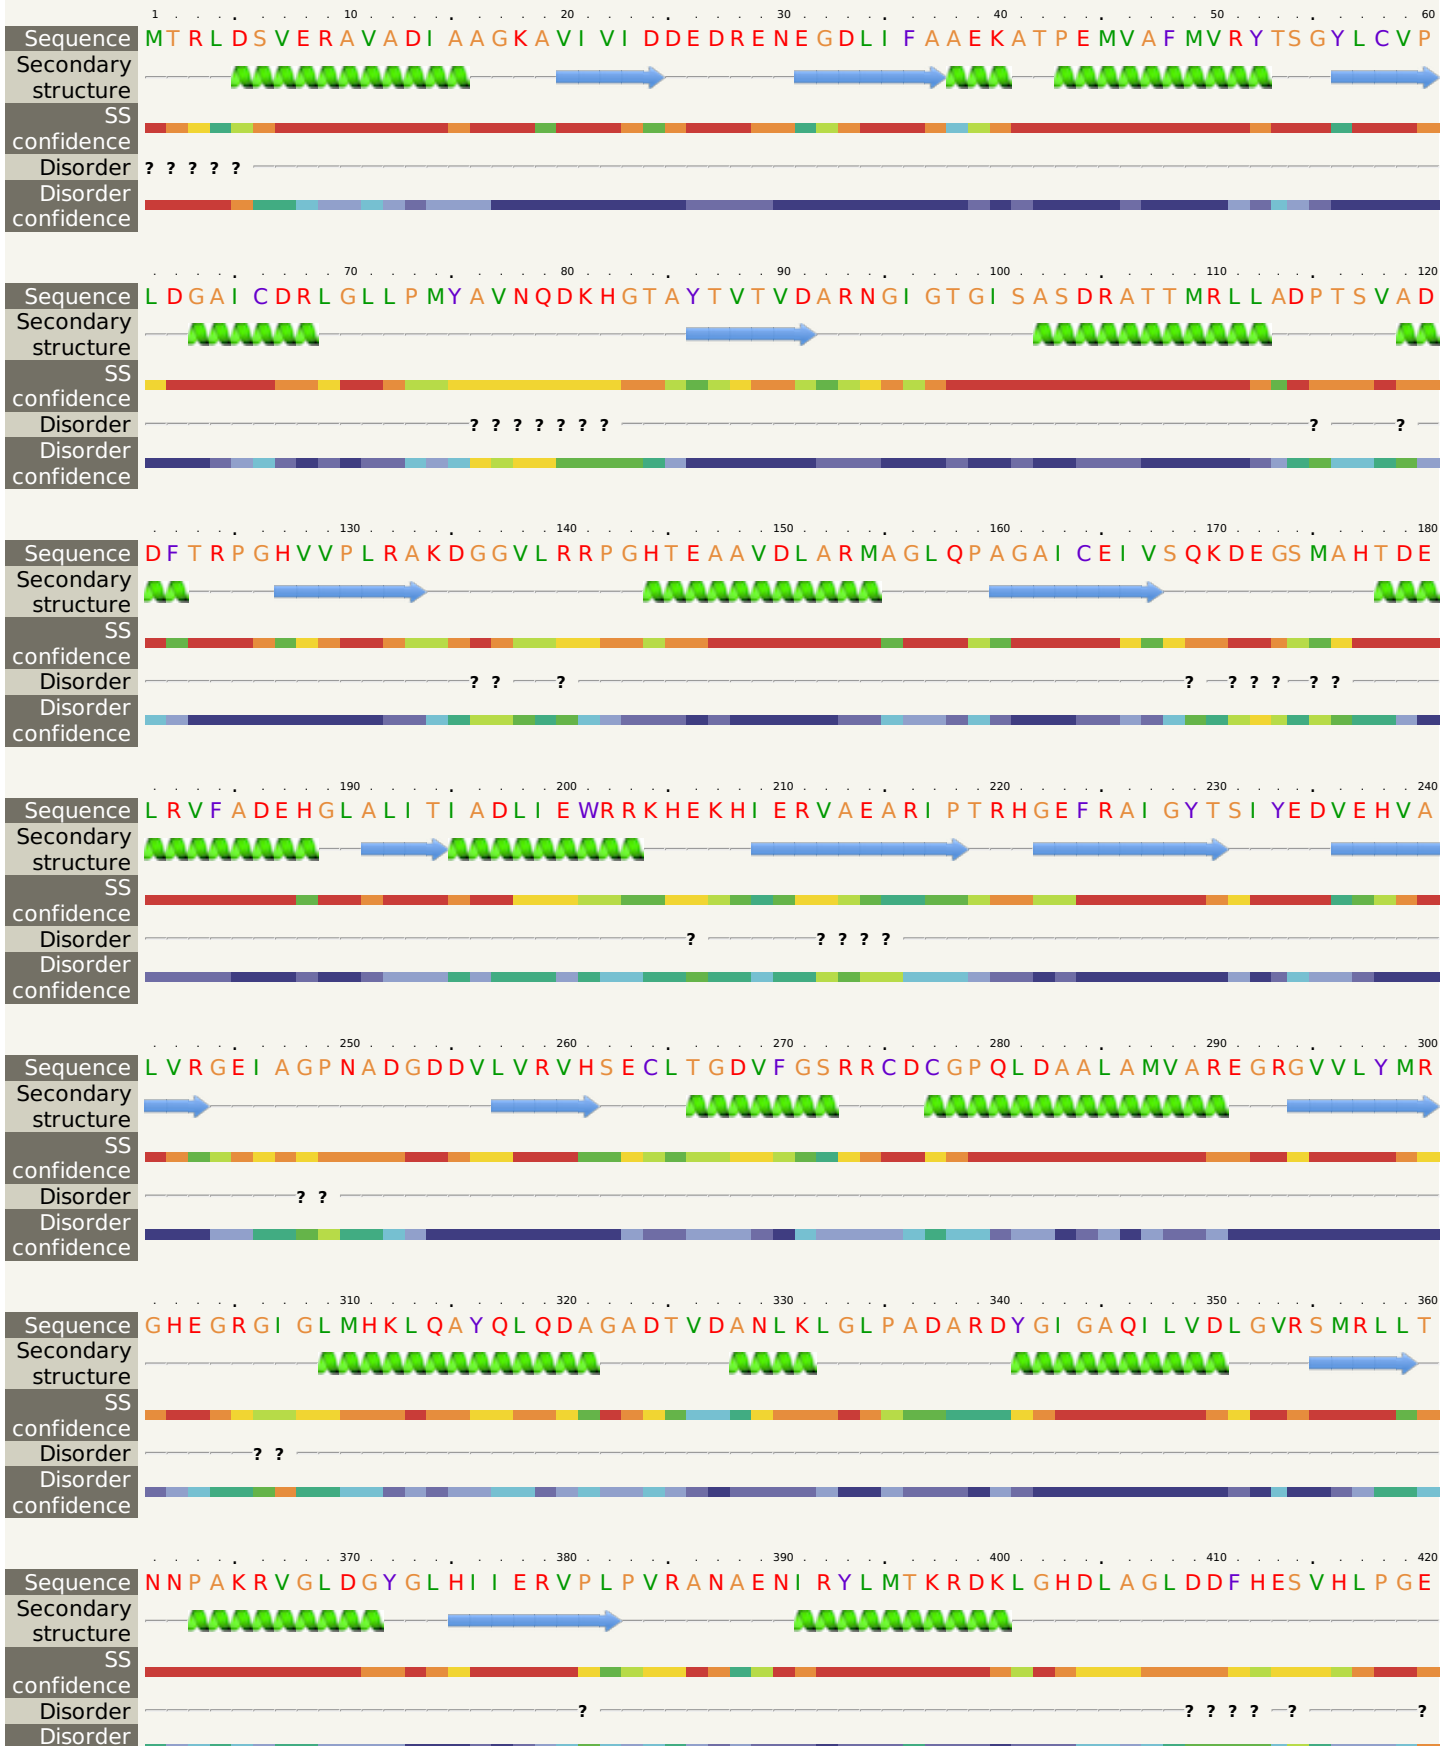 1 10 20 30 40 50 60
Sequence MTRLDSVERAVADIAAGKAVIVIDDEDRENEGDLIFAAEKATPEMVAFMVRYTSGYLCVP
Secondary
structure
SS
confidence
Disorder ? ? ? ? ?
Disorder
confidence
70 80 90 100 110 120
Sequence LDGAICDRLGLLPMYAVNQDKHGTAYTVTVDARNGIGTGISASDRATTMRLLADPTSVAD
Secondary
structure
SS
confidence
Disorder ? ? ? ? ? ? ? ? ?
Disorder
confidence
130 140 150 160 170 180
Sequence DFTRPGHVVPLRAKDGGVLRRPGHTEAAVDLARMAGLQPAGAICEIVSQKDEGSMAHTDE
Secondary
structure
SS
confidence
Disorder ? ? ? ? ? ? ? ? ?
Disorder
confidence
190 200 210 220 230 240
Sequence LRVFADEHGLALITIADLIEWRRKHEKHIERVAEARIPTRHGEFRAIGYTSIYEDVEHVA
Secondary
structure
SS
confidence
Disorder ? ? ? ? ?
Disorder
confidence
250 260 270 280 290 300
Sequence LVRGEIAGPNADGDDVLVRVHSECLTGDVFGSRRCDCGPQLDAALAMVAREGRGVVLYMR
Secondary
structure
SS
confidence
Disorder ? ?
Disorder
confidence
310 320 330 340 350 360
Sequence GHEGRGIGLMHKLQAYQLQDAGADTVDANLKLGLPADARDYGIGAQILVDLGVRSMRLLT
Secondary
structure
SS
confidence
Disorder ? ?
Disorder
confidence
370 380 390 400 410 420
Sequence NNPAKRVGLDGYGLHIIERVPLPVRANAENIRYLMTKRDKLGHDLAGLDDFHESVHLPGE
Secondary
structure
SS
confidence
Disorder ? ? ? ? ? ? ?
Disorder